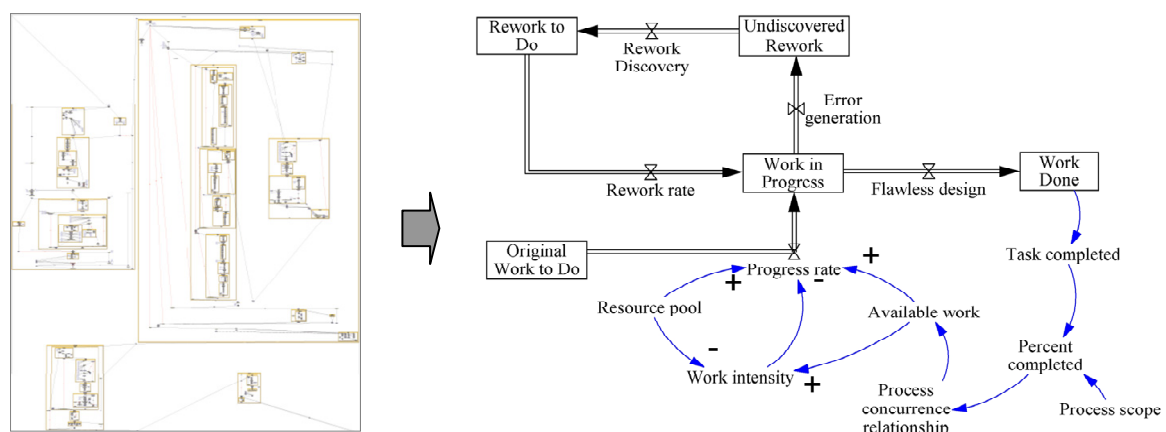 Rework to
Do
Undiscovered
Rework
Rework
Discovery
Error
generation
Work in
Progress
Work
Done
Rework rate
Flawless design
Original
Work to Do
+
Progress rate
+
-
Task completed
Resource pool
Available work
-
Work intensity
+
Percent
completed
Process
concurrence
relationship
Process scope